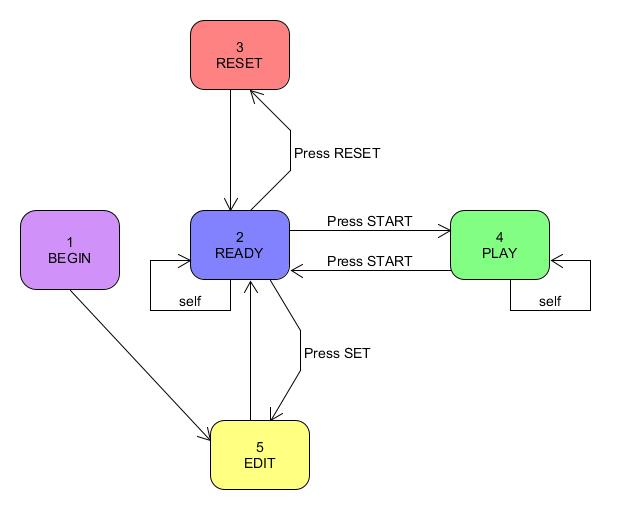 3
RESET
Press RESET
1
BEGIN
2
READY
Press START
Press START
4
PLAY
self
self
Press SET
5
EDIT